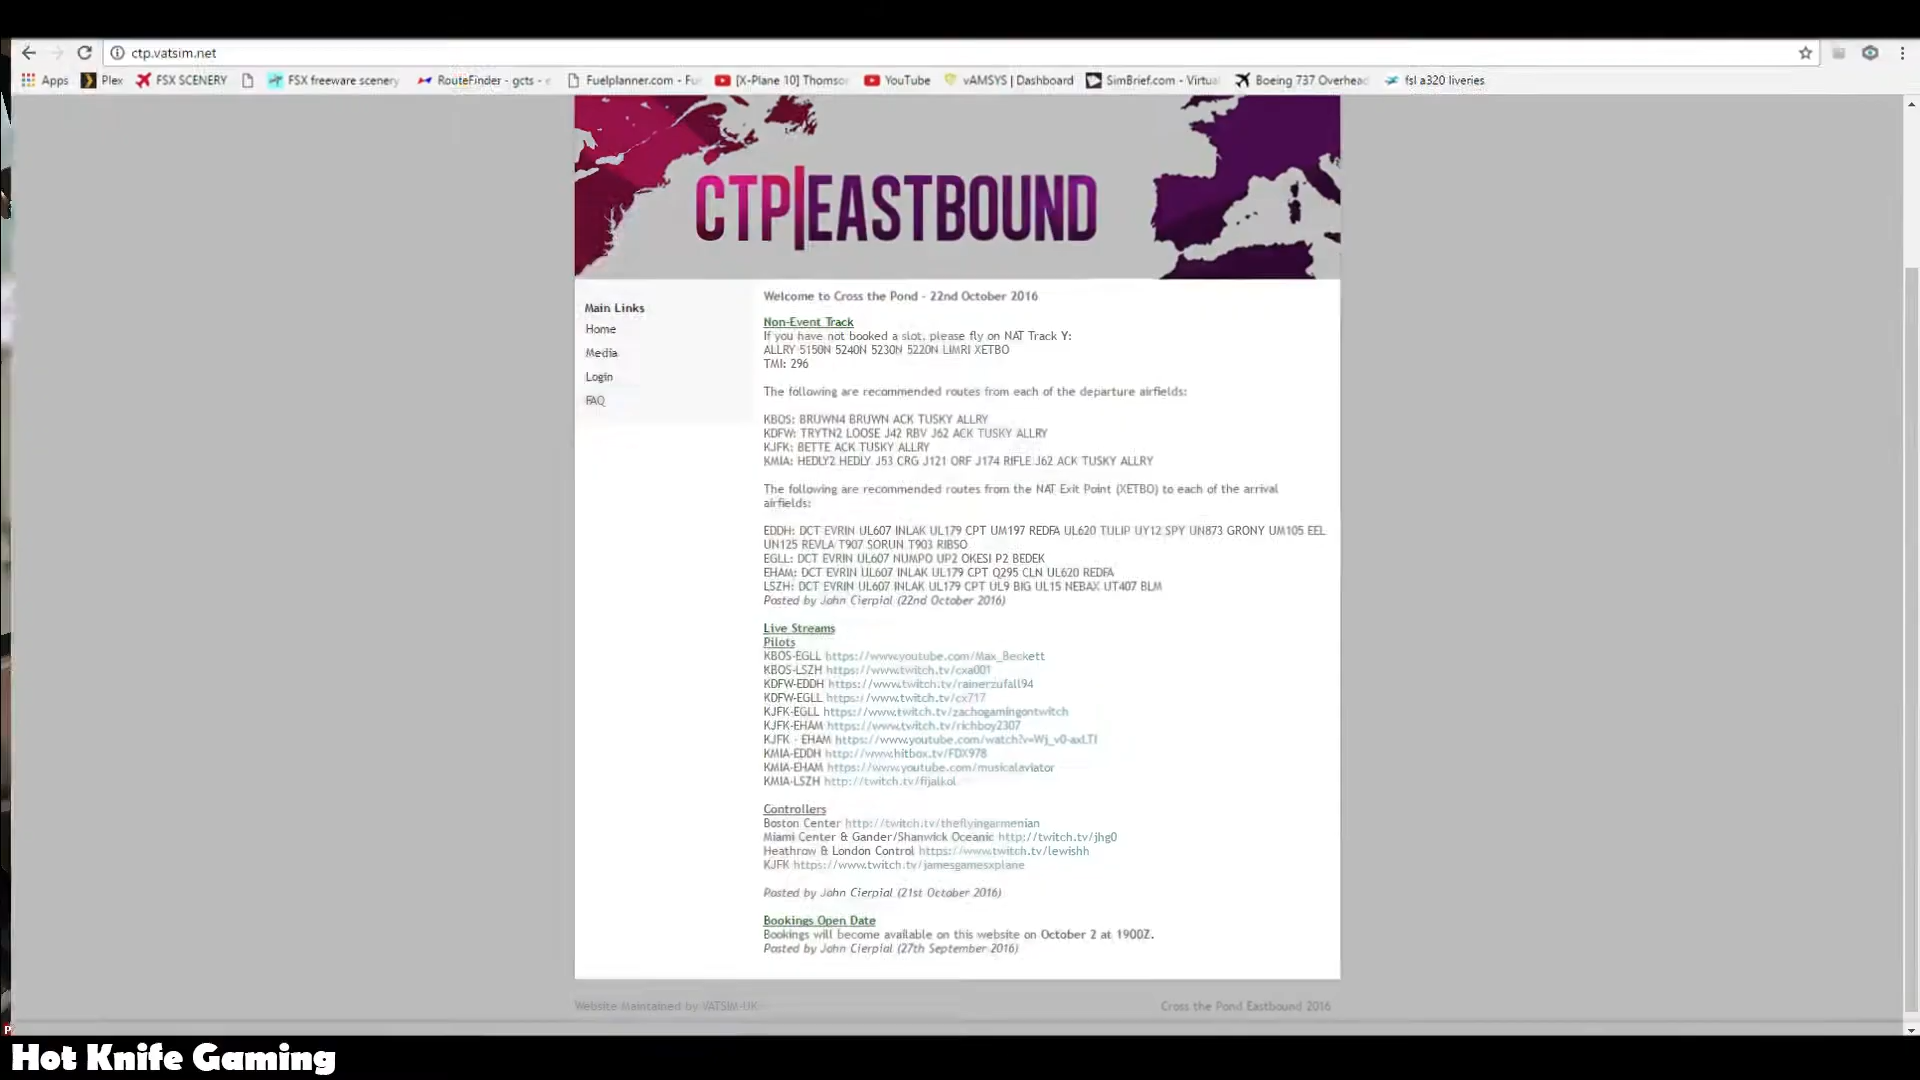 ctp.vatsim.net
Apps Plex FSX SCENERY FSX freeware scenery RouteFinder - gcts - e Fuelplanner.com - Fu [X-Plane 10] Thomso YouTube vAMSYS | Dashboard SimBrief.com - Virtua Boeing 737 Overhead fsl a320 liveries
CTP|EASTBOUND
Main Links
Home
Media
Login
FAQ
Welcome to Cross the Pond - 22nd October 2016
Non-Event Track
If you have not booked a slot, please fly on NAT Track Y:
ALLRY 5150N 5240N 5230N 5220N LIMRI XETBO
TMI: 296
The following are recommended routes from each of the departure airfields:
KBOS: BRUWN4 BRUWN ACK TUSKY ALLRY
KDFW: TRYTN2 LOOSE J42 RBV J62 ACK TUSKY ALLRY
KJFK: BETTE ACK TUSKY ALLRY
KMIA: HEDLY2 HEDLY J53 CRG J121 ORF J174 RIFLE J62 ACK TUSKY ALLRY
The following are recommended routes from the NAT Exit Point (XETBO) to each of the arrival
airfields:
EDDH: DCT EVRIN UL607 INLAK UL179 CPT UM197 REDFA UL620 TULIP UY12 SPY UN873 GRONY UM105 EEL
UN125 REVLA T907 SORUN T903 RIBSO
EGLL: DCT EVRIN UL607 NUMPO UP2 OKESI P2 BEDEK
EHAM: DCT EVRIN UL607 INLAK UL179 CPT Q295 CLN UL620 REDFA
LSZH: DCT EVRIN UL607 INLAK UL179 CPT UL9 BIG UL15 NEBAX UT407 BLM
Posted by John Cierpial (22nd October 2016)
Live Streams
Pilots
KBOS-EGLL https://www.youtube.com/Max_Beckett
KBOS-LSZH https://www.twitch.tv/cxa001
KDFW-EDDH https://www.twitch.tv/rainerzufall94
KDFW-EGLL https://www.twitch.tv/cx717
KJFK-EGLL https://www.twitch.tv/zachogamingontwitch
KJFK-EHAM https://www.twitch.tv/richboy2307
KJFK - EHAM https://www.youtube.com/watch?v=Wj_v0-axLTI
KMIA-EDDH http://www.hitbox.tv/FDX978
KMIA-EHAM https://www.youtube.com/musicalaviator
KMIA-LSZH http://twitch.tv/fijalkol
Controllers
Boston Center http://twitch.tv/theflyingarmenian
Miami Center & Gander/Shanwick Oceanic http://twitch.tv/jhg0
Heathrow & London Control https://www.twitch.tv/lewishh
KJFK https://www.twitch.tv/jamesgamesxplane
Posted by John Cierpial (21st October 2016)
Bookings Open Date
Bookings will become available on this website on October 2 at 1900Z.
Posted by John Cierpial (27th September 2016)
Website Maintained by VATSIM-UK
Cross the Pond Eastbound 2016
Hot Knife Gaming